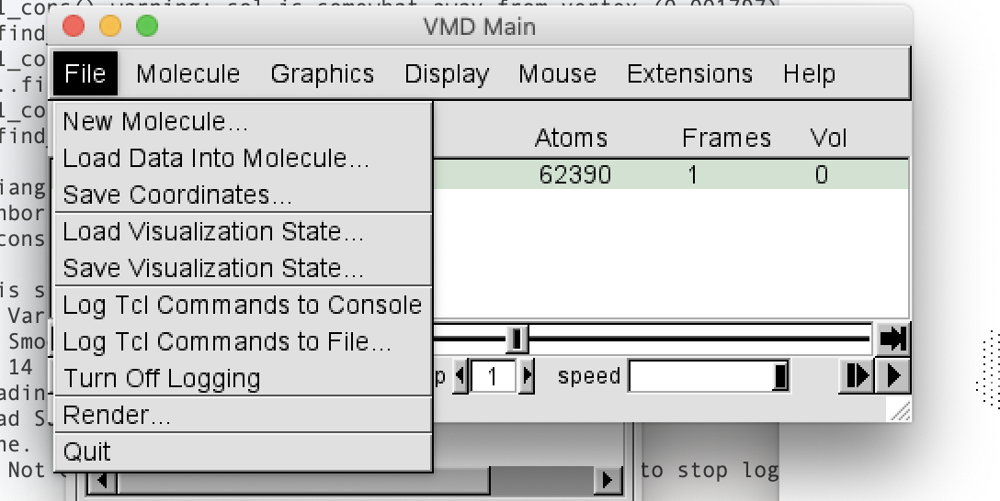 VMD Main
File Molecule Graphics Display Mouse Extensions Help
New Molecule...
Load Data Into Molecule...
Save Coordinates...
Load Visualization State...
Save Visualization State...
Log Tcl Commands to Console
Log Tcl Commands to File...
Turn Off Logging
Render...
Quit
Atoms Frames Vol
62390 1 0
p 1 speed
l_cons() warning: sel is somewhat away from vertex (0.001797)
find_
l_co
..fi
l_co
find_
iang
nbor
cons
is s
Var
Smo
14
adin
ad S
ne.
Not
to stop log